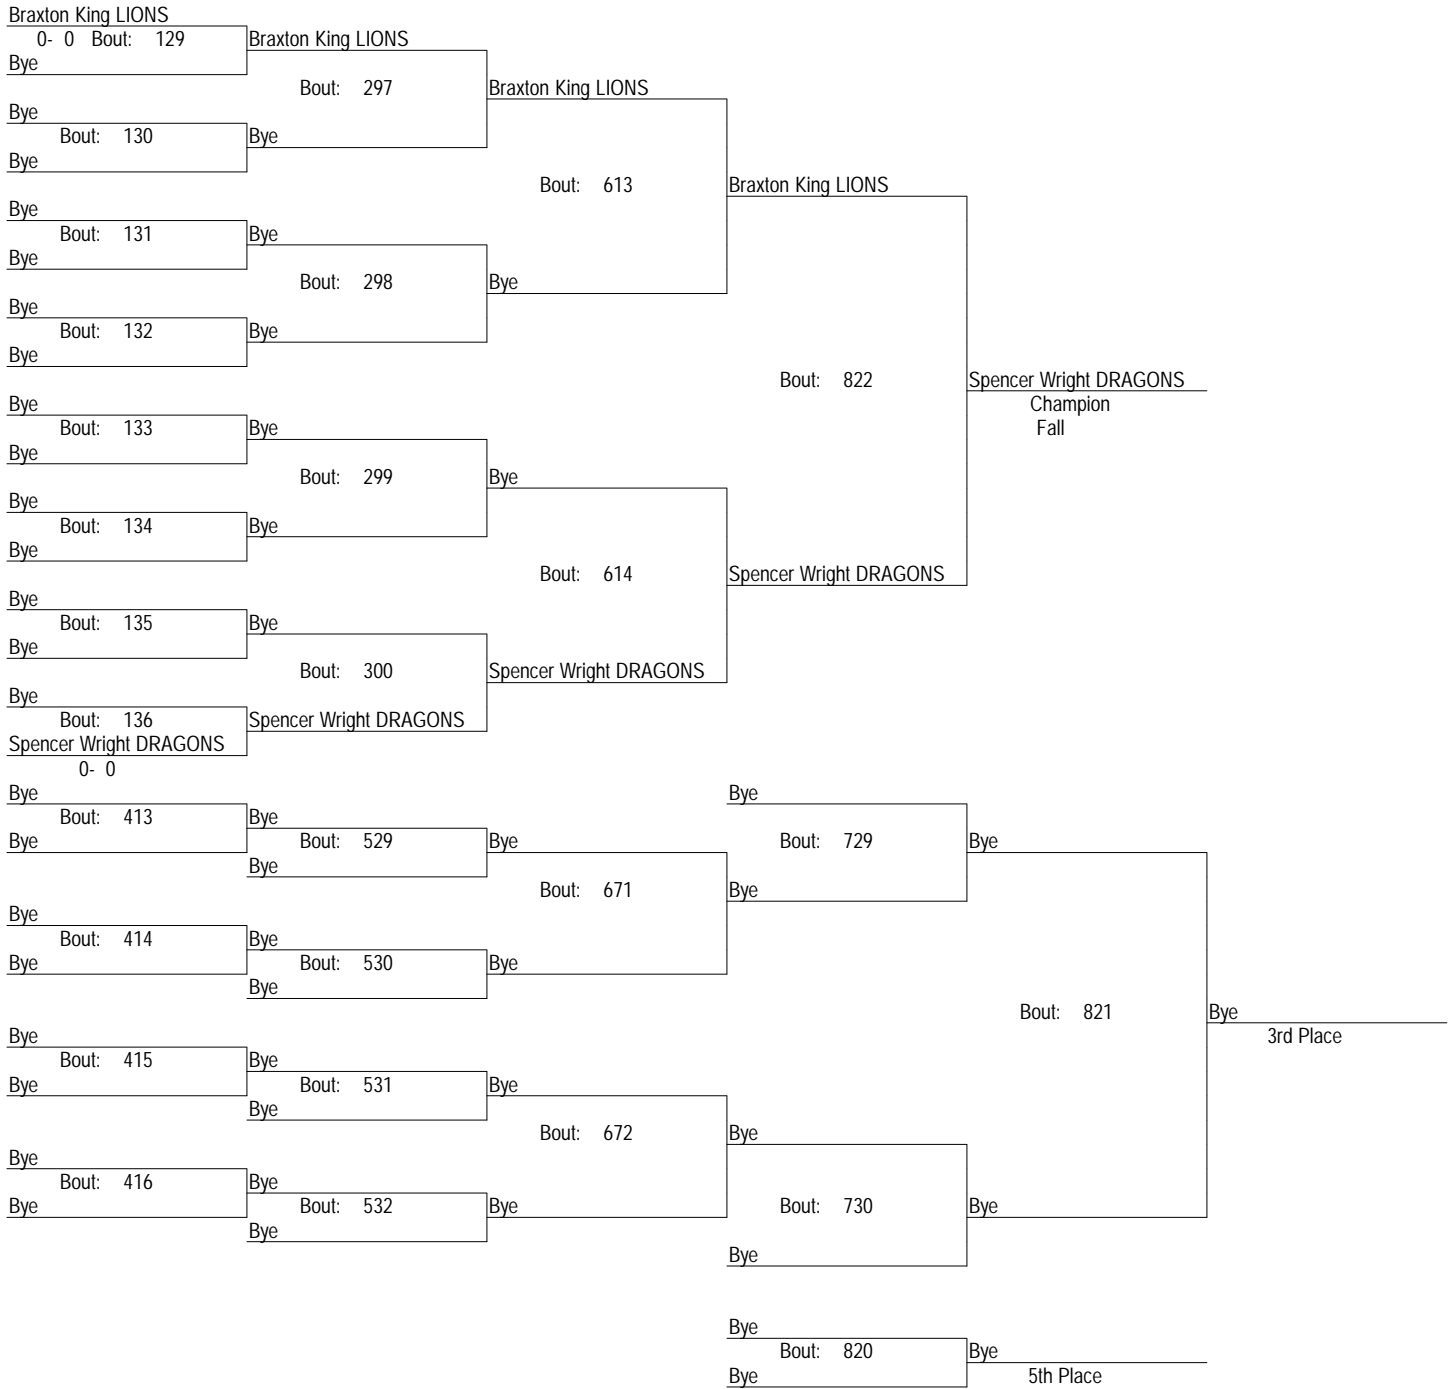 Braxton King LIONS
0- 0 Bout: 129 Braxton King LIONS
Bye
Bout: 297 Braxton King LIONS
Bye
Bout: 130 Bye
Bye
Bout: 613 Braxton King LIONS
Bye
Bout: 131 Bye
Bye
Bout: 298 Bye
Bye
Bout: 132 Bye
Bye
Bout: 822 Spencer Wright DRAGONS
Bye Champion
Bout: 133 Bye Fall
Bye
Bout: 299 Bye
Bye
Bout: 134 Bye
Bye
Bout: 614 Spencer Wright DRAGONS
Bye
Bout: 135 Bye
Bye
Bout: 300 Spencer Wright DRAGONS
Bye
Bout: 136 Spencer Wright DRAGONS
Spencer Wright DRAGONS
0- 0
Bye Bye
Bout: 413 Bye
Bye Bout: 529 Bye Bout: 729 Bye
Bye
Bout: 671 Bye
Bye
Bout: 414 Bye
Bye Bout: 530 Bye
Bye
Bout: 821 Bye
Bye 3rd Place
Bout: 415 Bye
Bye Bout: 531 Bye
Bye
Bout: 672 Bye
Bye
Bout: 416 Bye
Bye Bout: 532 Bye Bout: 730 Bye
Bye
Bye
Bye
Bout: 820 Bye
Bye 5th Place